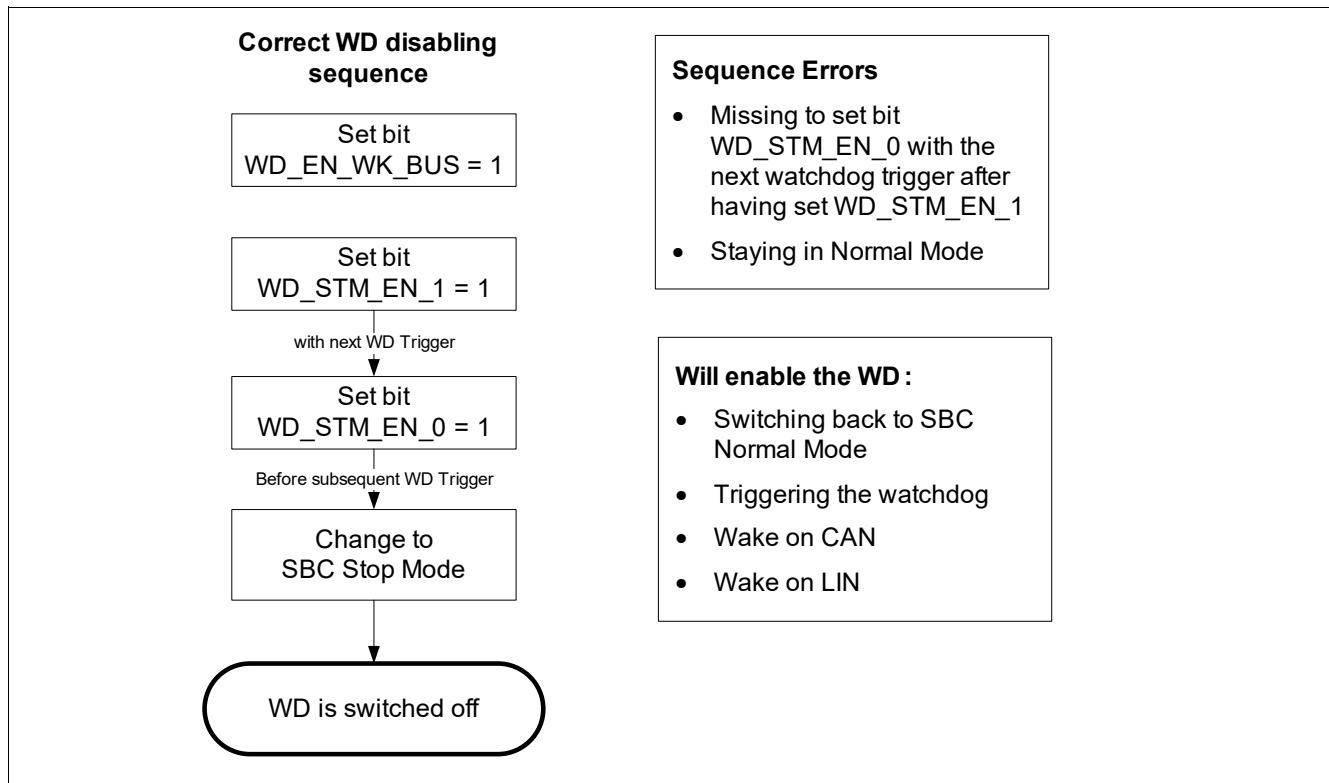 Correct WD disabling
sequence
Set bit
WD_EN_WK_BUS = 1
Set bit
WD_STM_EN_1 = 1
with next WD Trigger
Set bit
WD_STM_EN_0 = 1
Before subsequent WD Trigger
Change to
SBC Stop Mode
WD is switched off
Sequence Errors
• Missing to set bit
WD_STM_EN_0 with the
next watchdog trigger after
having set WD_STM_EN_1
• Staying in Normal Mode
Will enable the WD :
• Switching back to SBC
Normal Mode
• Triggering the watchdog
• Wake on CAN
• Wake on LIN